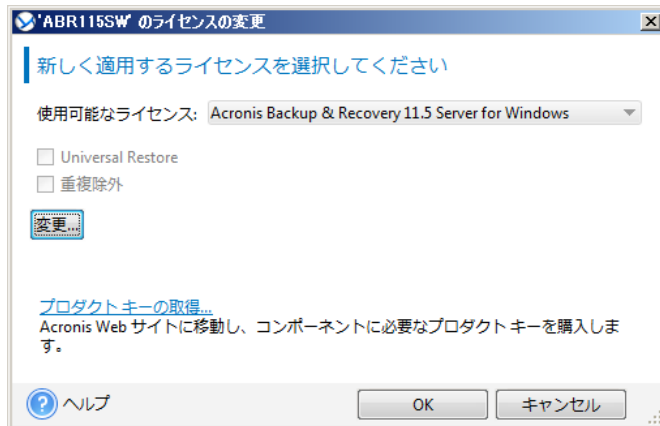 'ABR115SW' のライセンスの変更
新しく適用するライセンスを選択してください
使用可能なライセンス: Acronis Backup & Recovery 11.5 Server for Windows
Universal Restore
重複除外
変更...
プロダクト キーの取得...
Acronis Web サイトに移動し、コンポーネントに必要なプロダクト キーを購入しま
す。
ヘルプ OK キャンセル